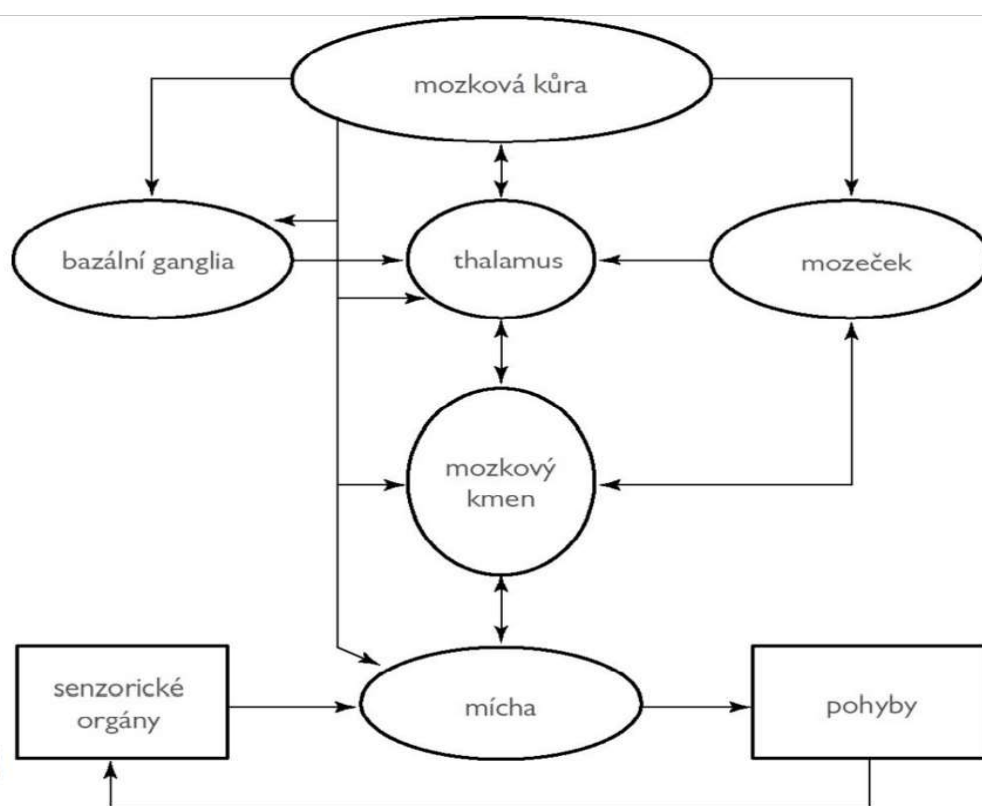 mozková kůra
bazální ganglia
thalamus
mozeček
mozkový
kmen
senzorické
orgány
mícha
pohyby